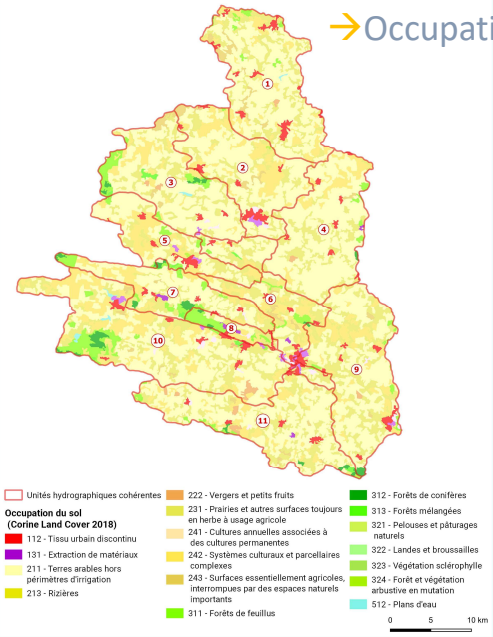 →Occupati
1
2
3
4
5
6
7
8
9
10
11
Unités hydrographiques cohérentes
Occupation du sol
(Corine Land Cover 2018)
112 - Tissu urbain discontinu
131 - Extraction de matériaux
211 - Terres arables hors
périmètres d'irrigation
213 - Rizières
222 - Vergers et petits fruits
231 - Prairies et autres surfaces toujours
en herbe à usage agricole
241 - Cultures annuelles associées à
des cultures permanentes
242 - Systèmes culturaux et parcellaires
complexes
243 - Surfaces essentiellement agricoles,
interrompues par des espaces naturels
importants
311 - Forêts de feuillus
312 - Forêts de conifères
313 - Forêts mélangées
321 - Pelouses et pâturages
naturels
322 - Landes et broussailles
323 - Végétation sclérophylle
324 - Forêt et végétation
arbustive en mutation
512 - Plans d'eau
0 5 10 km